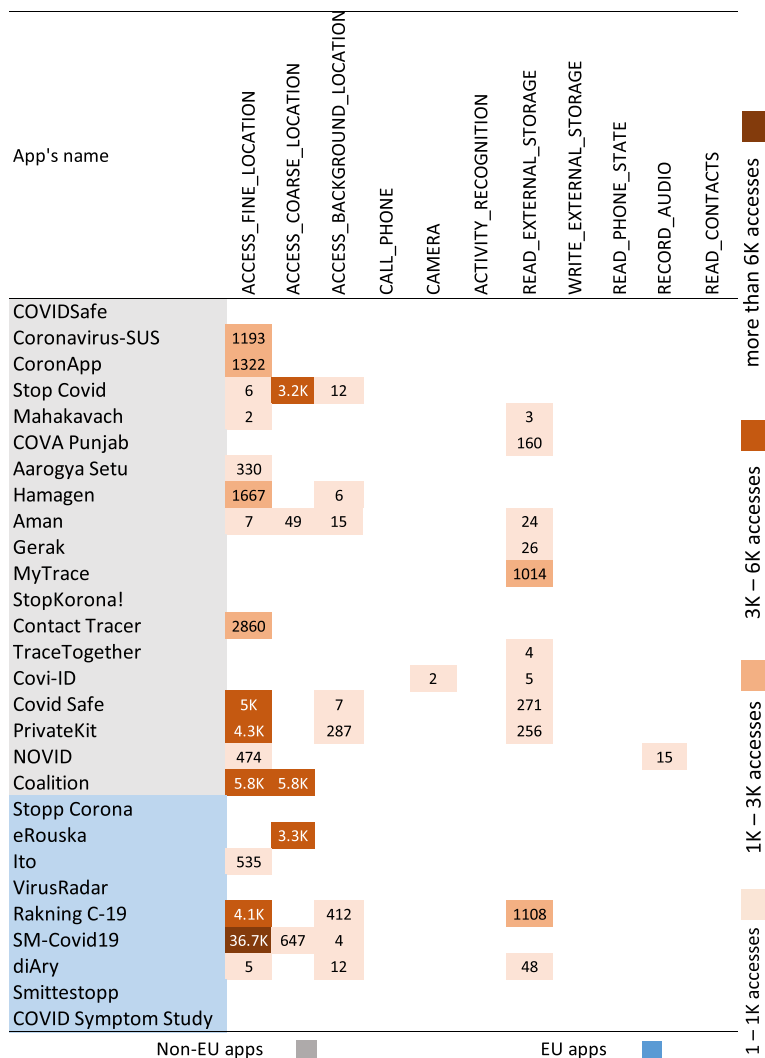 App's name
ACCESS_FINE_LOCATION
ACCESS_COARSE_LOCATION
ACCESS_BACKGROUND_LOCATION
CALL_PHONE
CAMERA
ACTIVITY_RECOGNITION
READ_EXTERNAL_STORAGE
WRITE_EXTERNAL_STORAGE
READ_PHONE_STATE
RECORD_AUDIO
READ_CONTACTS
COVIDSafe
Coronavirus-SUS 1193
CoronApp 1322
Stop Covid 6 3.2K 12
Mahakavach 2 3
COVA Punjab 160
Aarogya Setu 330
Hamagen 1667 6
Aman 7 49 15 24
Gerak 26
MyTrace 1014
StopKorona!
Contact Tracer 2860
TraceTogether 4
Covi-ID 2 5
Covid Safe 5K 7 271
PrivateKit 4.3K 287 256
NOVID 474 15
Coalition 5.8K 5.8K
Stopp Corona
eRouska 3.3K
Ito 535
VirusRadar
Rakning C-19 4.1K 412 1108
SM-Covid19 36.7K 647 4
diAry 5 12 48
Smittestopp
COVID Symptom Study
Non-EU apps EU apps
more than 6K accesses
3K – 6K accesses
1K – 3K accesses
1 – 1K accesses